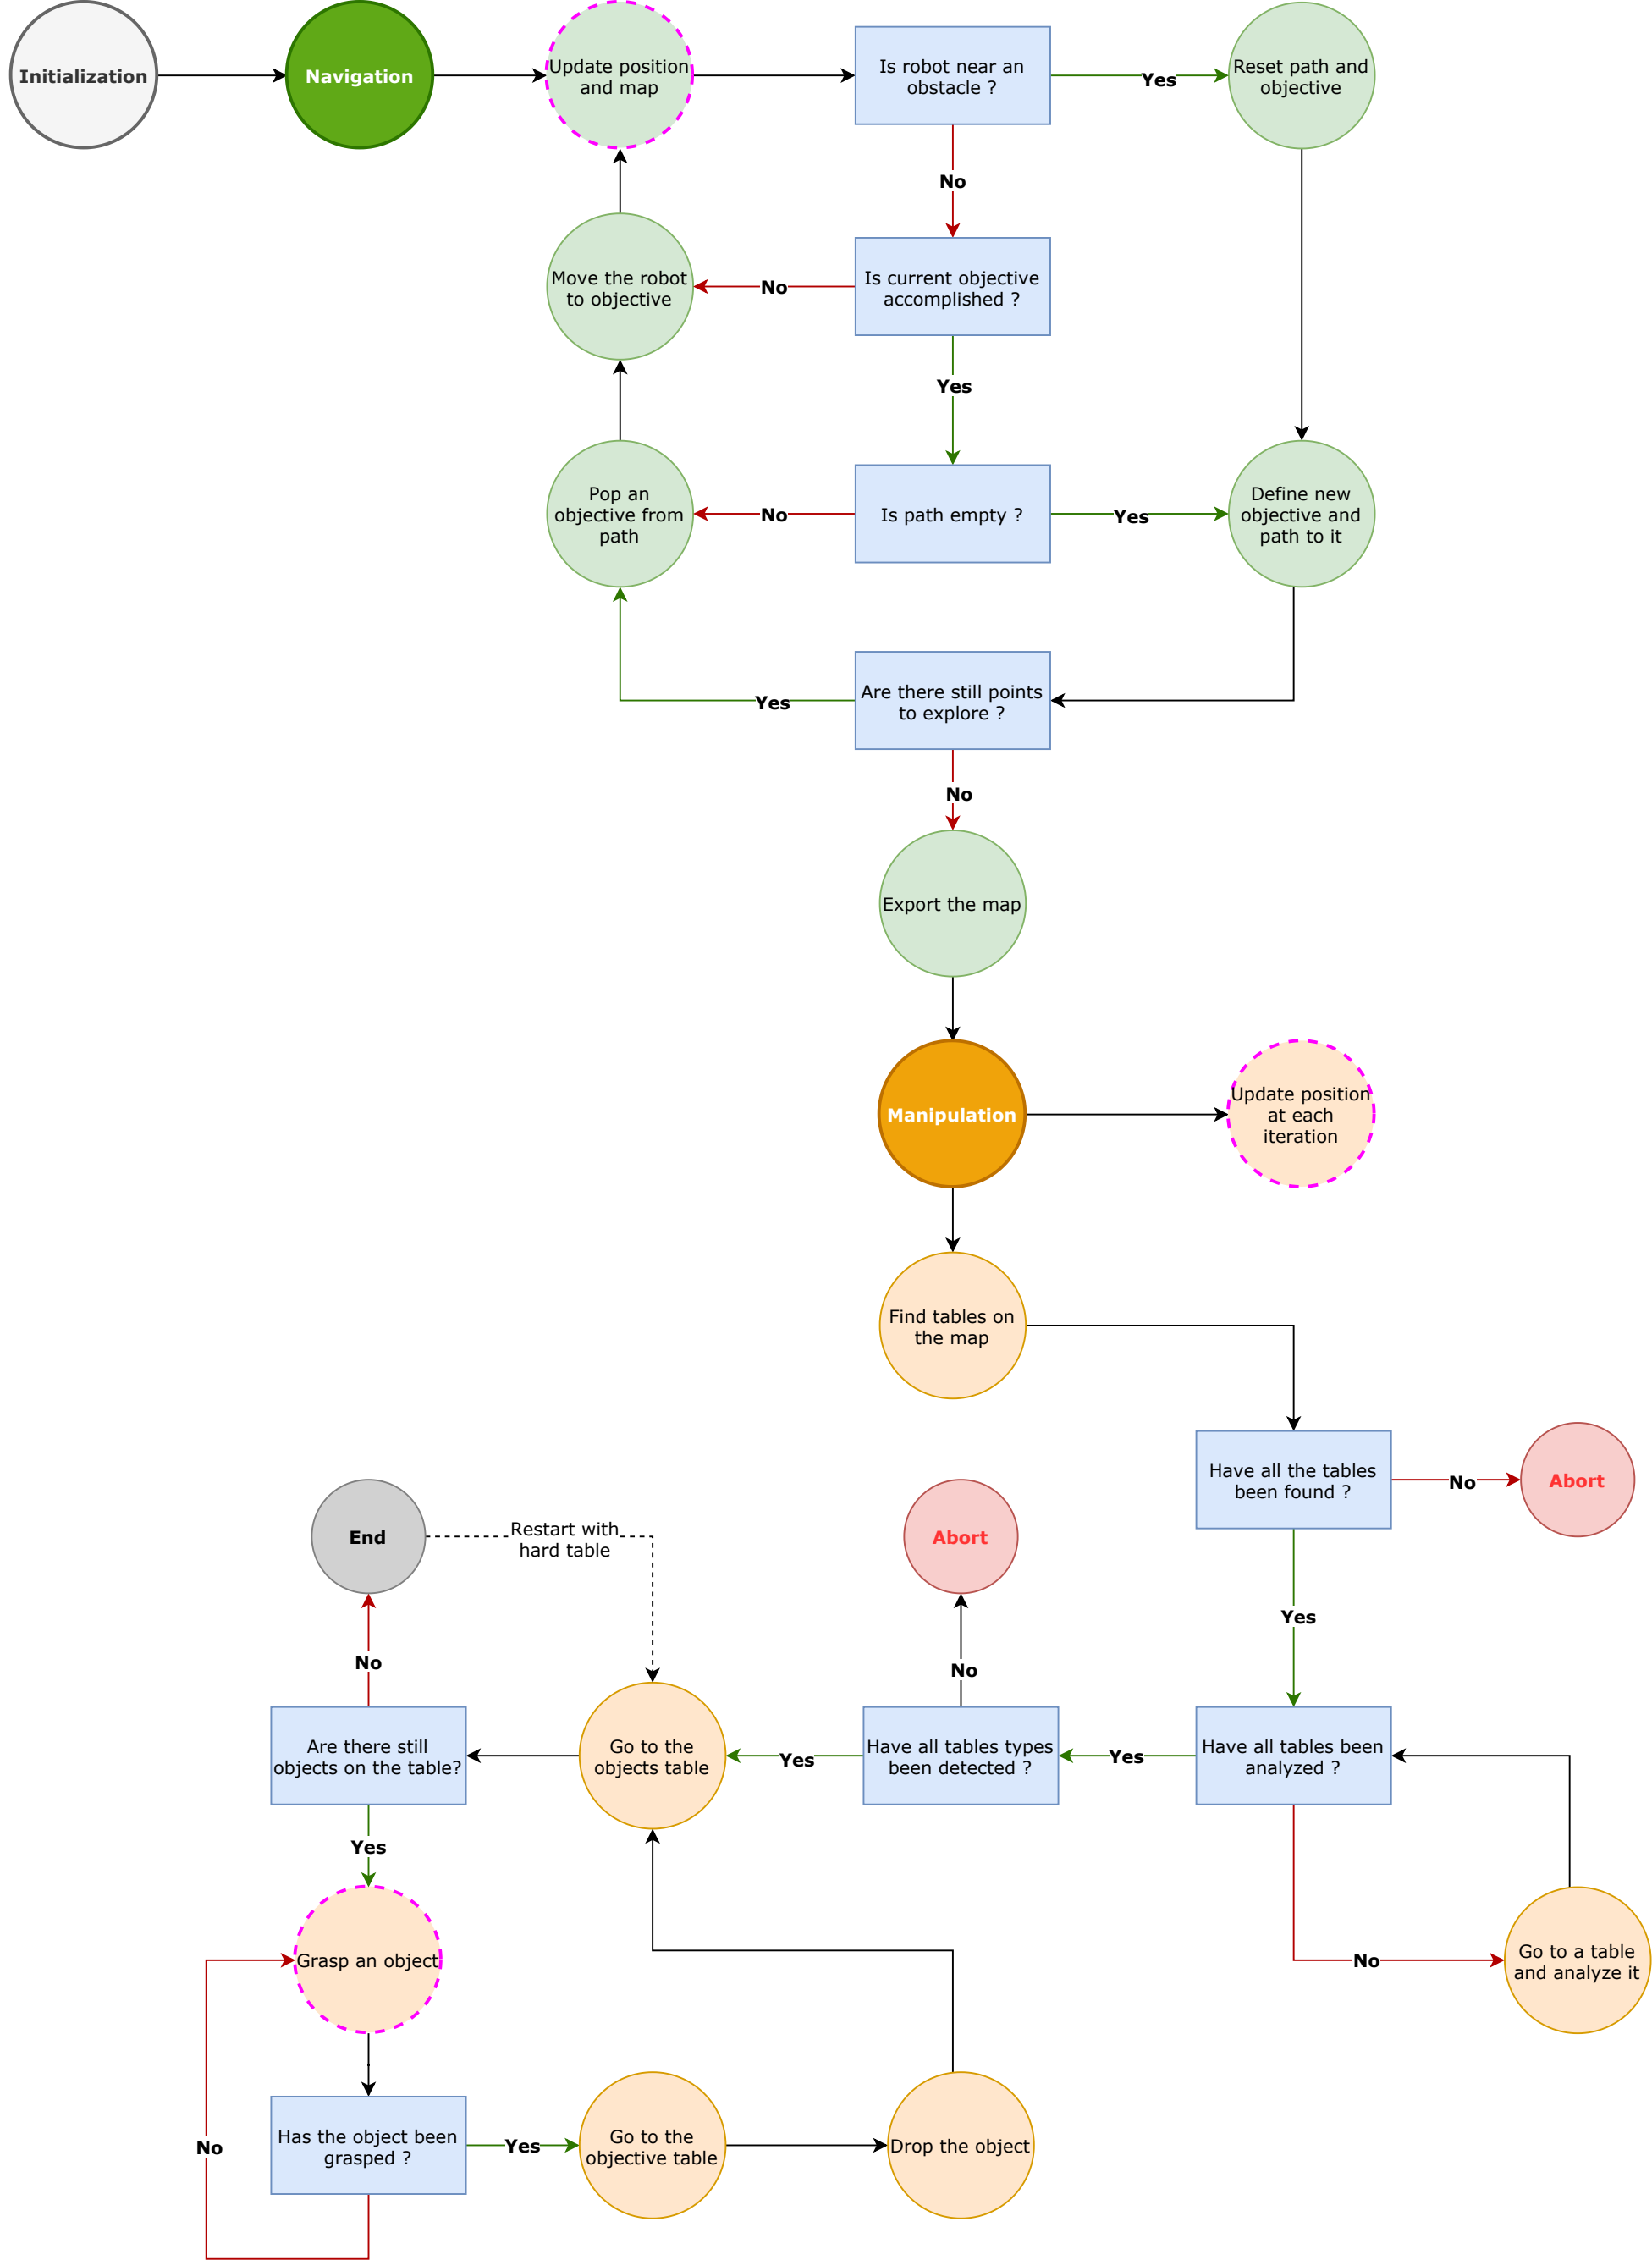 Initialization
Navigation
Update position
and map
Is robot near an
obstacle ?
Yes
Reset path and
objective
No
Move the robot
to objective
No
Is current objective
accomplished ?
Yes
Pop an
objective from
path
No
Is path empty ?
Yes
Define new
objective and
path to it
Yes
Are there still points
to explore ?
No
Export the map
Manipulation
Update position
at each
iteration
Find tables on
the map
Have all the tables
been found ?
No
Abort
End
Restart with
hard table
Abort
Yes
No
No
Are there still
objects on the table?
Go to the
objects table
Yes
Have all tables types
been detected ?
Yes
Have all tables been
analyzed ?
Yes
Grasp an object
No
Go to a table
and analyze it
No
Has the object been
grasped ?
Yes
Go to the
objective table
Drop the object